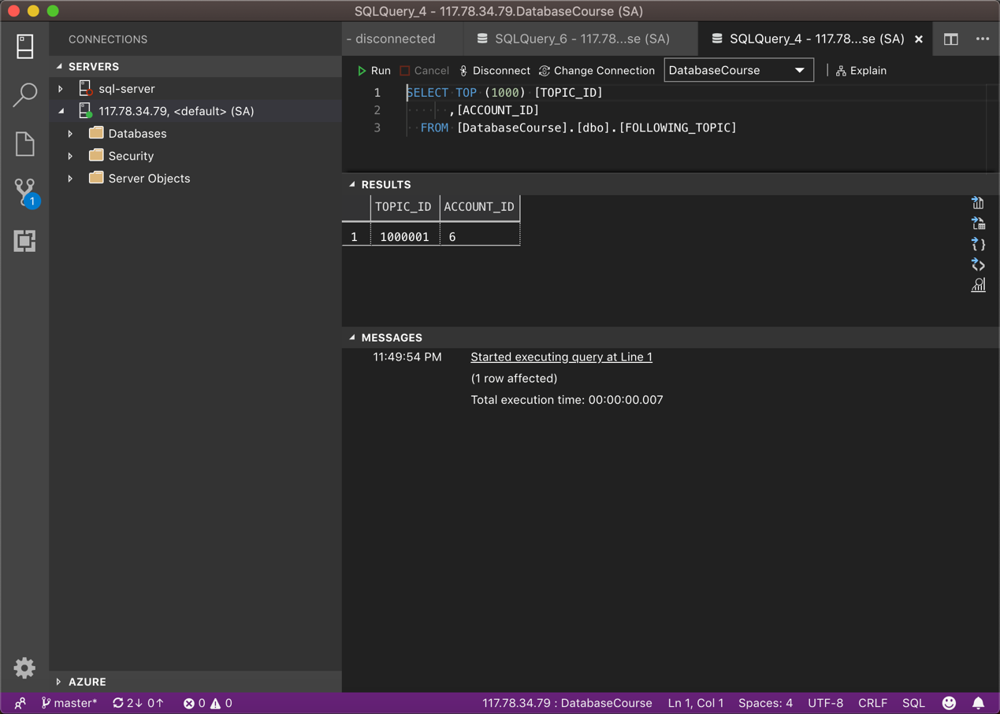 SQLQuery_4 - 117.78.34.79.DatabaseCourse (SA)
CONNECTIONS
SERVERS
sql-server
117.78.34.79, <default> (SA)
Databases
Security
Server Objects
AZURE
1
- disconnected
SQLQuery_6 - 117.78...se (SA)
SQLQuery_4 - 117.78...se (SA)
Run Cancel Disconnect Change Connection DatabaseCourse Explain
1 SELECT TOP (1000) [TOPIC_ID]
2 ,[ACCOUNT_ID]
3 FROM [DatabaseCourse].[dbo].[FOLLOWING_TOPIC]
RESULTS
TOPIC_ID ACCOUNT_ID
1 1000001 6
MESSAGES
11:49:54 PM Started executing query at Line 1
(1 row affected)
Total execution time: 00:00:00.007
master* 2↓ 0↑ 0 0 117.78.34.79 : DatabaseCourse Ln 1, Col 1 Spaces: 4 UTF-8 CRLF SQL